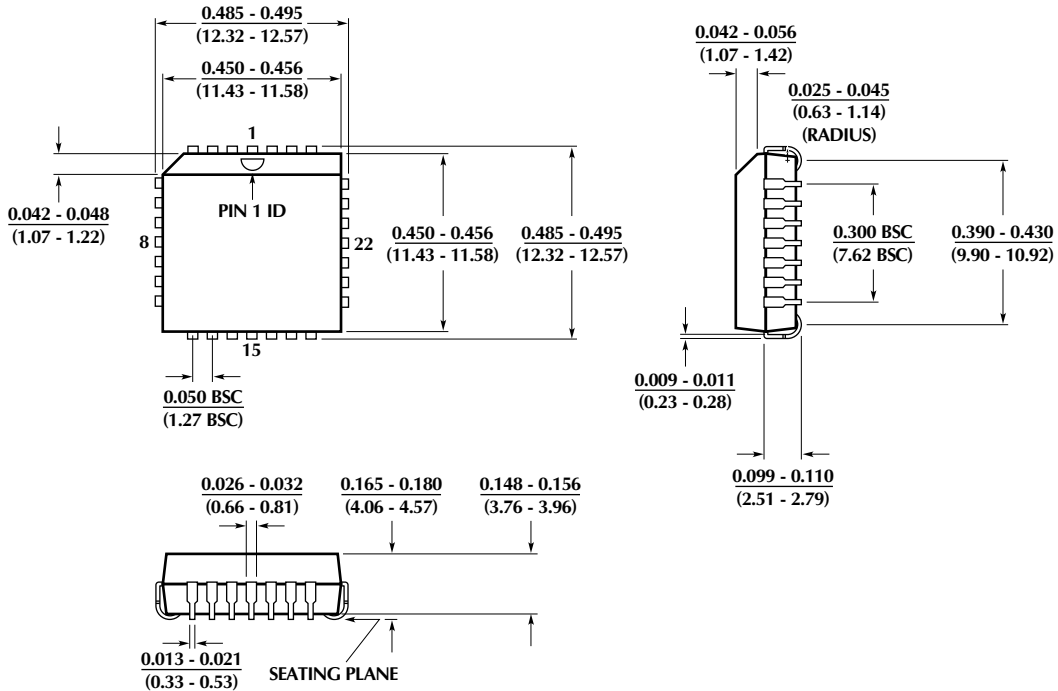 0.485 - 0.495
(12.32 - 12.57)
0.450 - 0.456
(11.43 - 11.58)
1
PIN 1 ID
0.042 - 0.048
(1.07 - 1.22)
8
22
0.450 - 0.456
(11.43 - 11.58)
0.485 - 0.495
(12.32 - 12.57)
15
0.050 BSC
(1.27 BSC)
0.042 - 0.056
(1.07 - 1.42)
0.025 - 0.045
(0.63 - 1.14)
(RADIUS)
0.300 BSC
(7.62 BSC)
0.390 - 0.430
(9.90 - 10.92)
0.009 - 0.011
(0.23 - 0.28)
0.099 - 0.110
(2.51 - 2.79)
0.026 - 0.032
(0.66 - 0.81)
0.165 - 0.180
(4.06 - 4.57)
0.148 - 0.156
(3.76 - 3.96)
0.013 - 0.021
(0.33 - 0.53)
SEATING PLANE